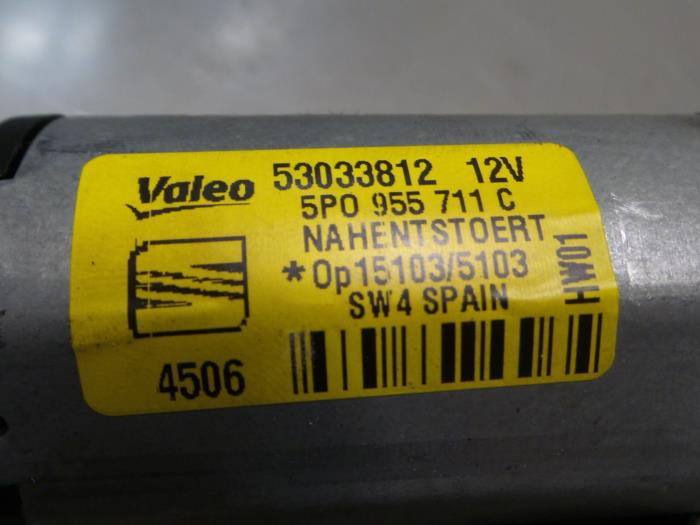 Valeo 53033812 12V
5P0 955 711 C
NAHENTSTOERT
*Op15103/5103
SW4 SPAIN
4506
HW01